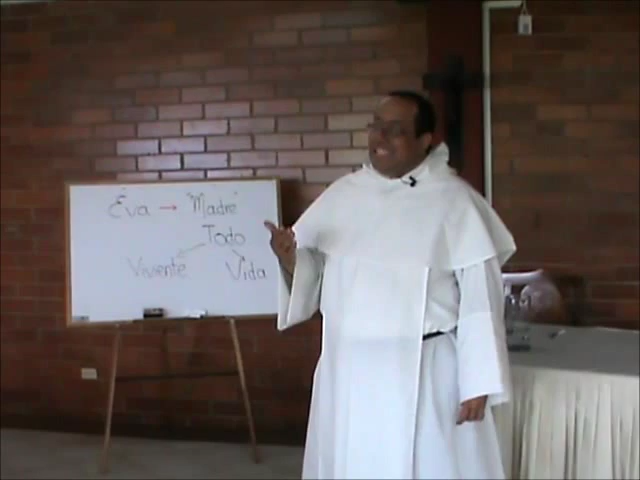 Eva → "Madre"
Todo
Viviente Vida